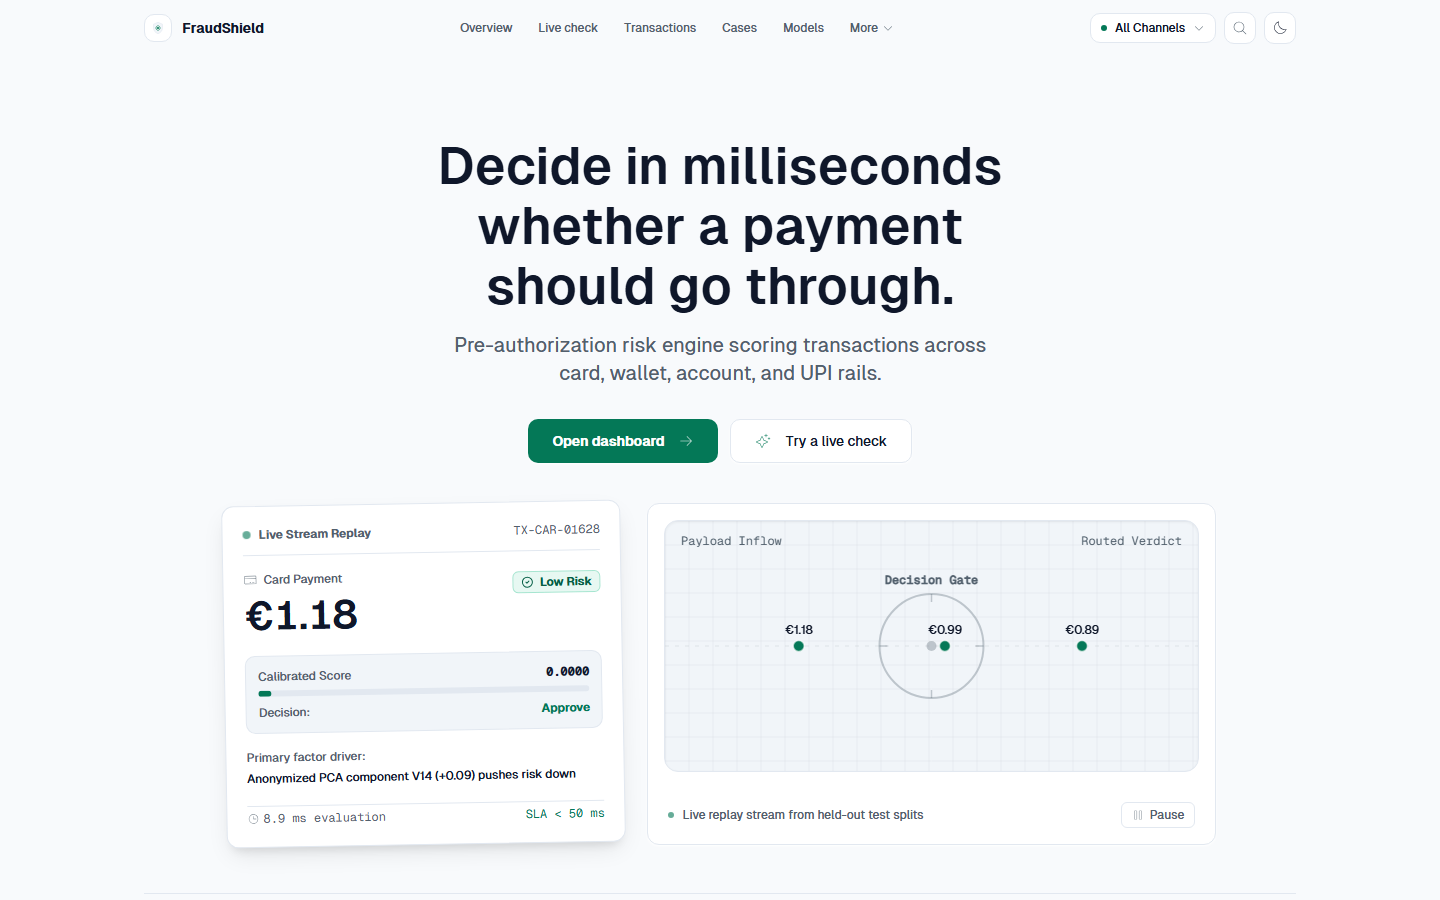 FraudShield
Overview
Live check
Transactions
Cases
Models
More
All Channels
Decide in milliseconds
whether a payment
should go through.
Pre-authorization risk engine scoring transactions across
card, wallet, account, and UPI rails.
Open dashboard
Try a live check
Live Stream Replay
TX-CAR-01628
Card Payment
Low Risk
€1.18
Calibrated Score
0.0000
Decision:
Approve
Primary factor driver:
Anonymized PCA component V14 (+0.09) pushes risk down
8.9 ms evaluation
SLA < 50 ms
Payload Inflow
Routed Verdict
Decision Gate
€1.18
€0.99
€0.89
Live replay stream from held-out test splits
Pause